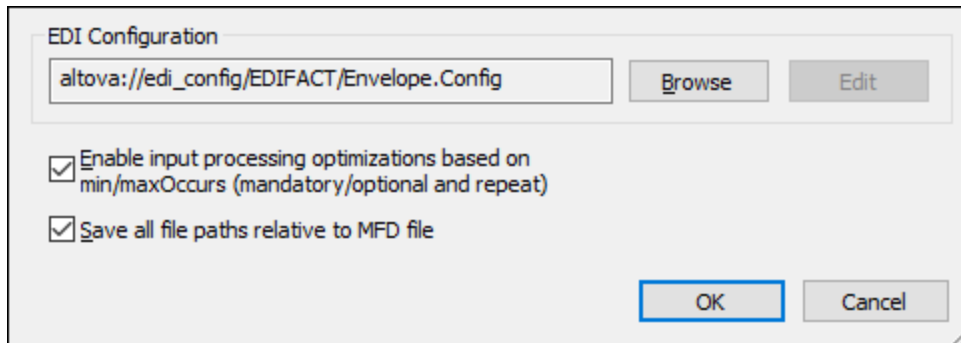 EDI Configuration
altova://edi_config/EDIFACT/Envelope.Config
Browse
Edit
Enable input processing optimizations based on
min/maxOccurs (mandatory/optional and repeat)
Save all file paths relative to MFD file
OK
Cancel